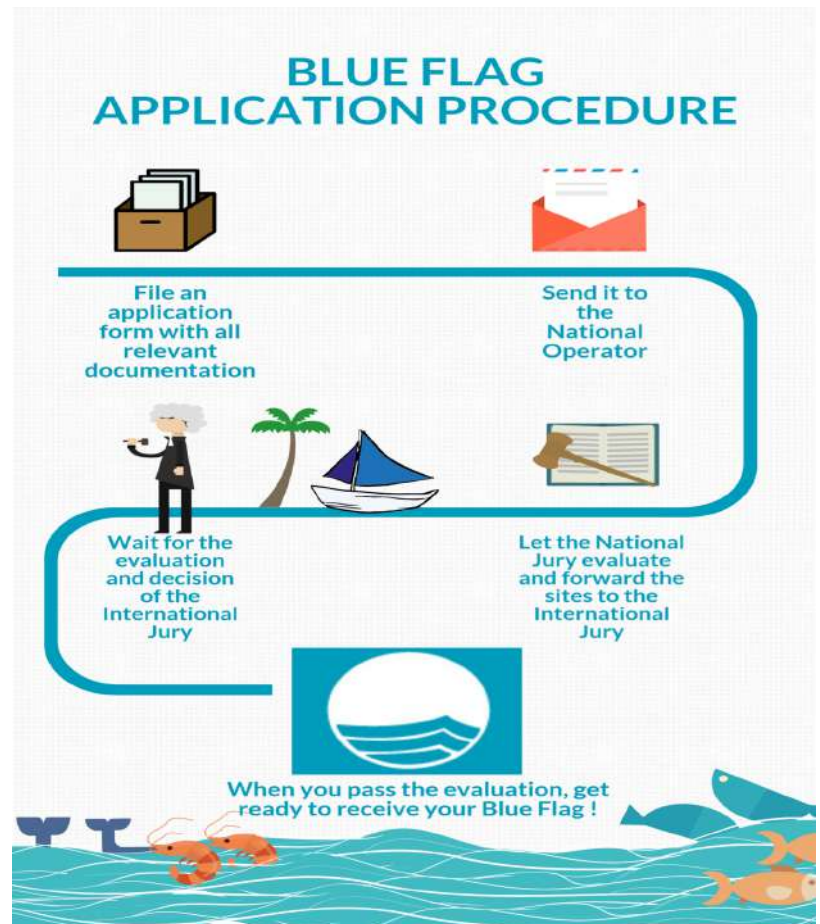 BLUE FLAG
APPLICATION PROCEDURE
File an
application
form with all
relevant
documentation
Send it to
the
National
Operator
Let the National
Jury evaluate
and forward the
sites to the
International
Jury
Wait for the
evaluation
and decision
of the
International
Jury
When you pass the evaluation, get
ready to receive your Blue Flag !